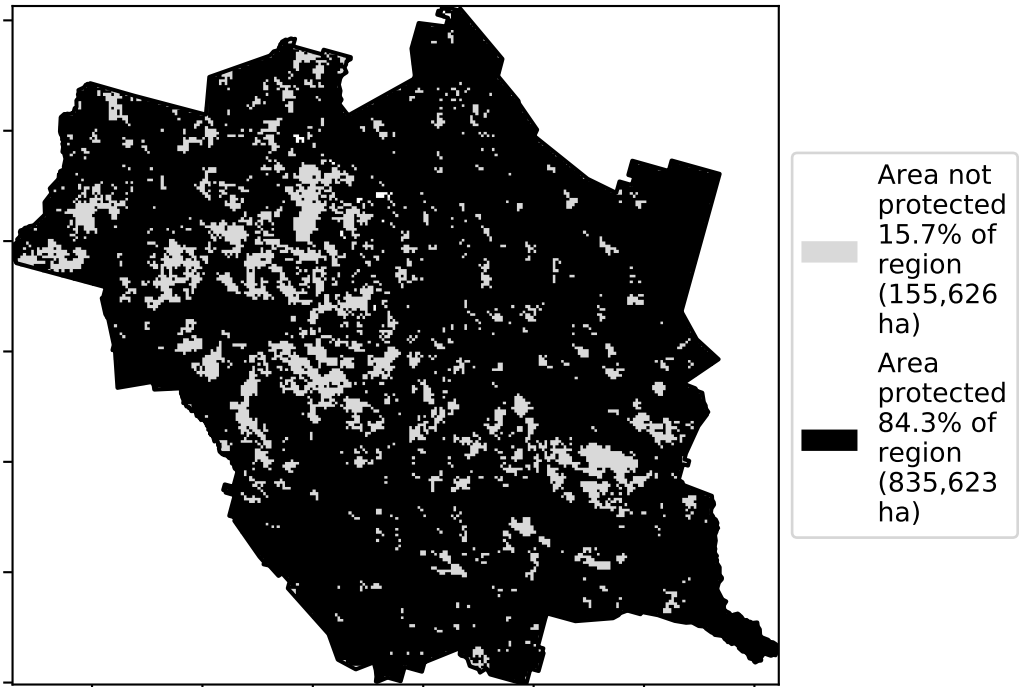 Area not
protected
15.7% of
region
(155,626
ha)
Area
protected
84.3% of
region
(835,623
ha)